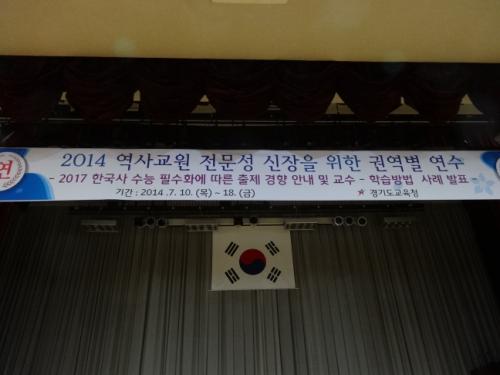 연
2014 역사교원 전문성 신장을 위한 권역별 연수
- 2017 한국사 수능 필수화에 따른 출제 경향 안내 및 교수 - 학습방법 사례 발표 -
기간 : 2014 .7. 10. (목) ~ 18. (금)
경기도교육청